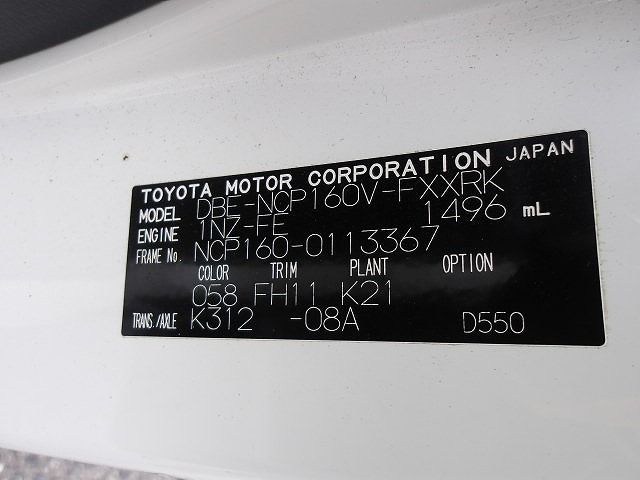 TOYOTA MOTOR CORPORATION JAPAN
MODEL DBE-NCP160V-FXXRK
ENGINE 1NZ-FE 1496 mL
FRAME No. NCP160-0113367
COLOR TRIM PLANT OPTION
058 FH11 K21
TRANS./AXLE K312 -08A D550